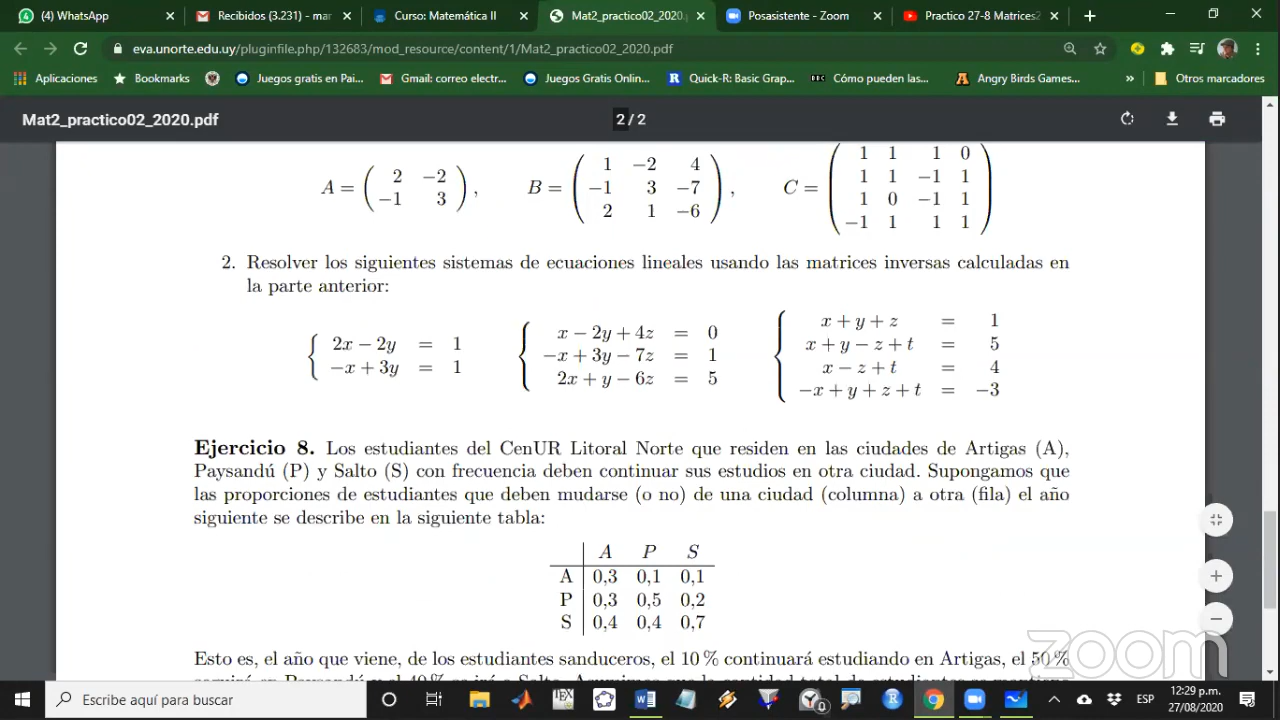 (4) WhatsApp
Recibidos (3.231) - mar
Curso: Matemática II
Mat2_practico02_2020.
Posasistente - Zoom
Practico 27-8 Matrices2
eva.unorte.edu.uy/pluginfile.php/132683/mod_resource/content/1/Mat2_practico02_2020.pdf
Aplicaciones Bookmarks Juegos gratis en Pai... Gmail: correo electr... Juegos Gratis Online... Quick-R: Basic Grap... Cómo pueden las... Angry Birds Games... » Otros marcadores
Mat2_practico02_2020.pdf 2 / 2
A = ( 2 −2
−1 3 ) ,
B = ( 1 −2 4
−1 3 −7
2 1 −6 ) ,
C = ( 1 1 1 0
1 1 −1 1
1 0 −1 1
−1 1 1 1 )
2. Resolver los siguientes sistemas de ecuaciones lineales usando las matrices inversas calculadas en
la parte anterior:
2x − 2y = 1
−x + 3y = 1
x − 2y + 4z = 0
−x + 3y − 7z = 1
2x + y − 6z = 5
x + y + z = 1
x + y − z + t = 5
x − z + t = 4
−x + y + z + t = −3
Ejercicio 8. Los estudiantes del CenUR Litoral Norte que residen en las ciudades de Artigas (A),
Paysandú (P) y Salto (S) con frecuencia deben continuar sus estudios en otra ciudad. Supongamos que
las proporciones de estudiantes que deben mudarse (o no) de una ciudad (columna) a otra (fila) el año
siguiente se describe en la siguiente tabla:
A P S
A 0,3 0,1 0,1
P 0,3 0,5 0,2
S 0,4 0,4 0,7
Esto es, el año que viene, de los estudiantes sanduceros, el 10 % continuará estudiando en Artigas, el 50 %
zoom
Escribe aquí para buscar
ESP
12:29 p.m.
27/08/2020